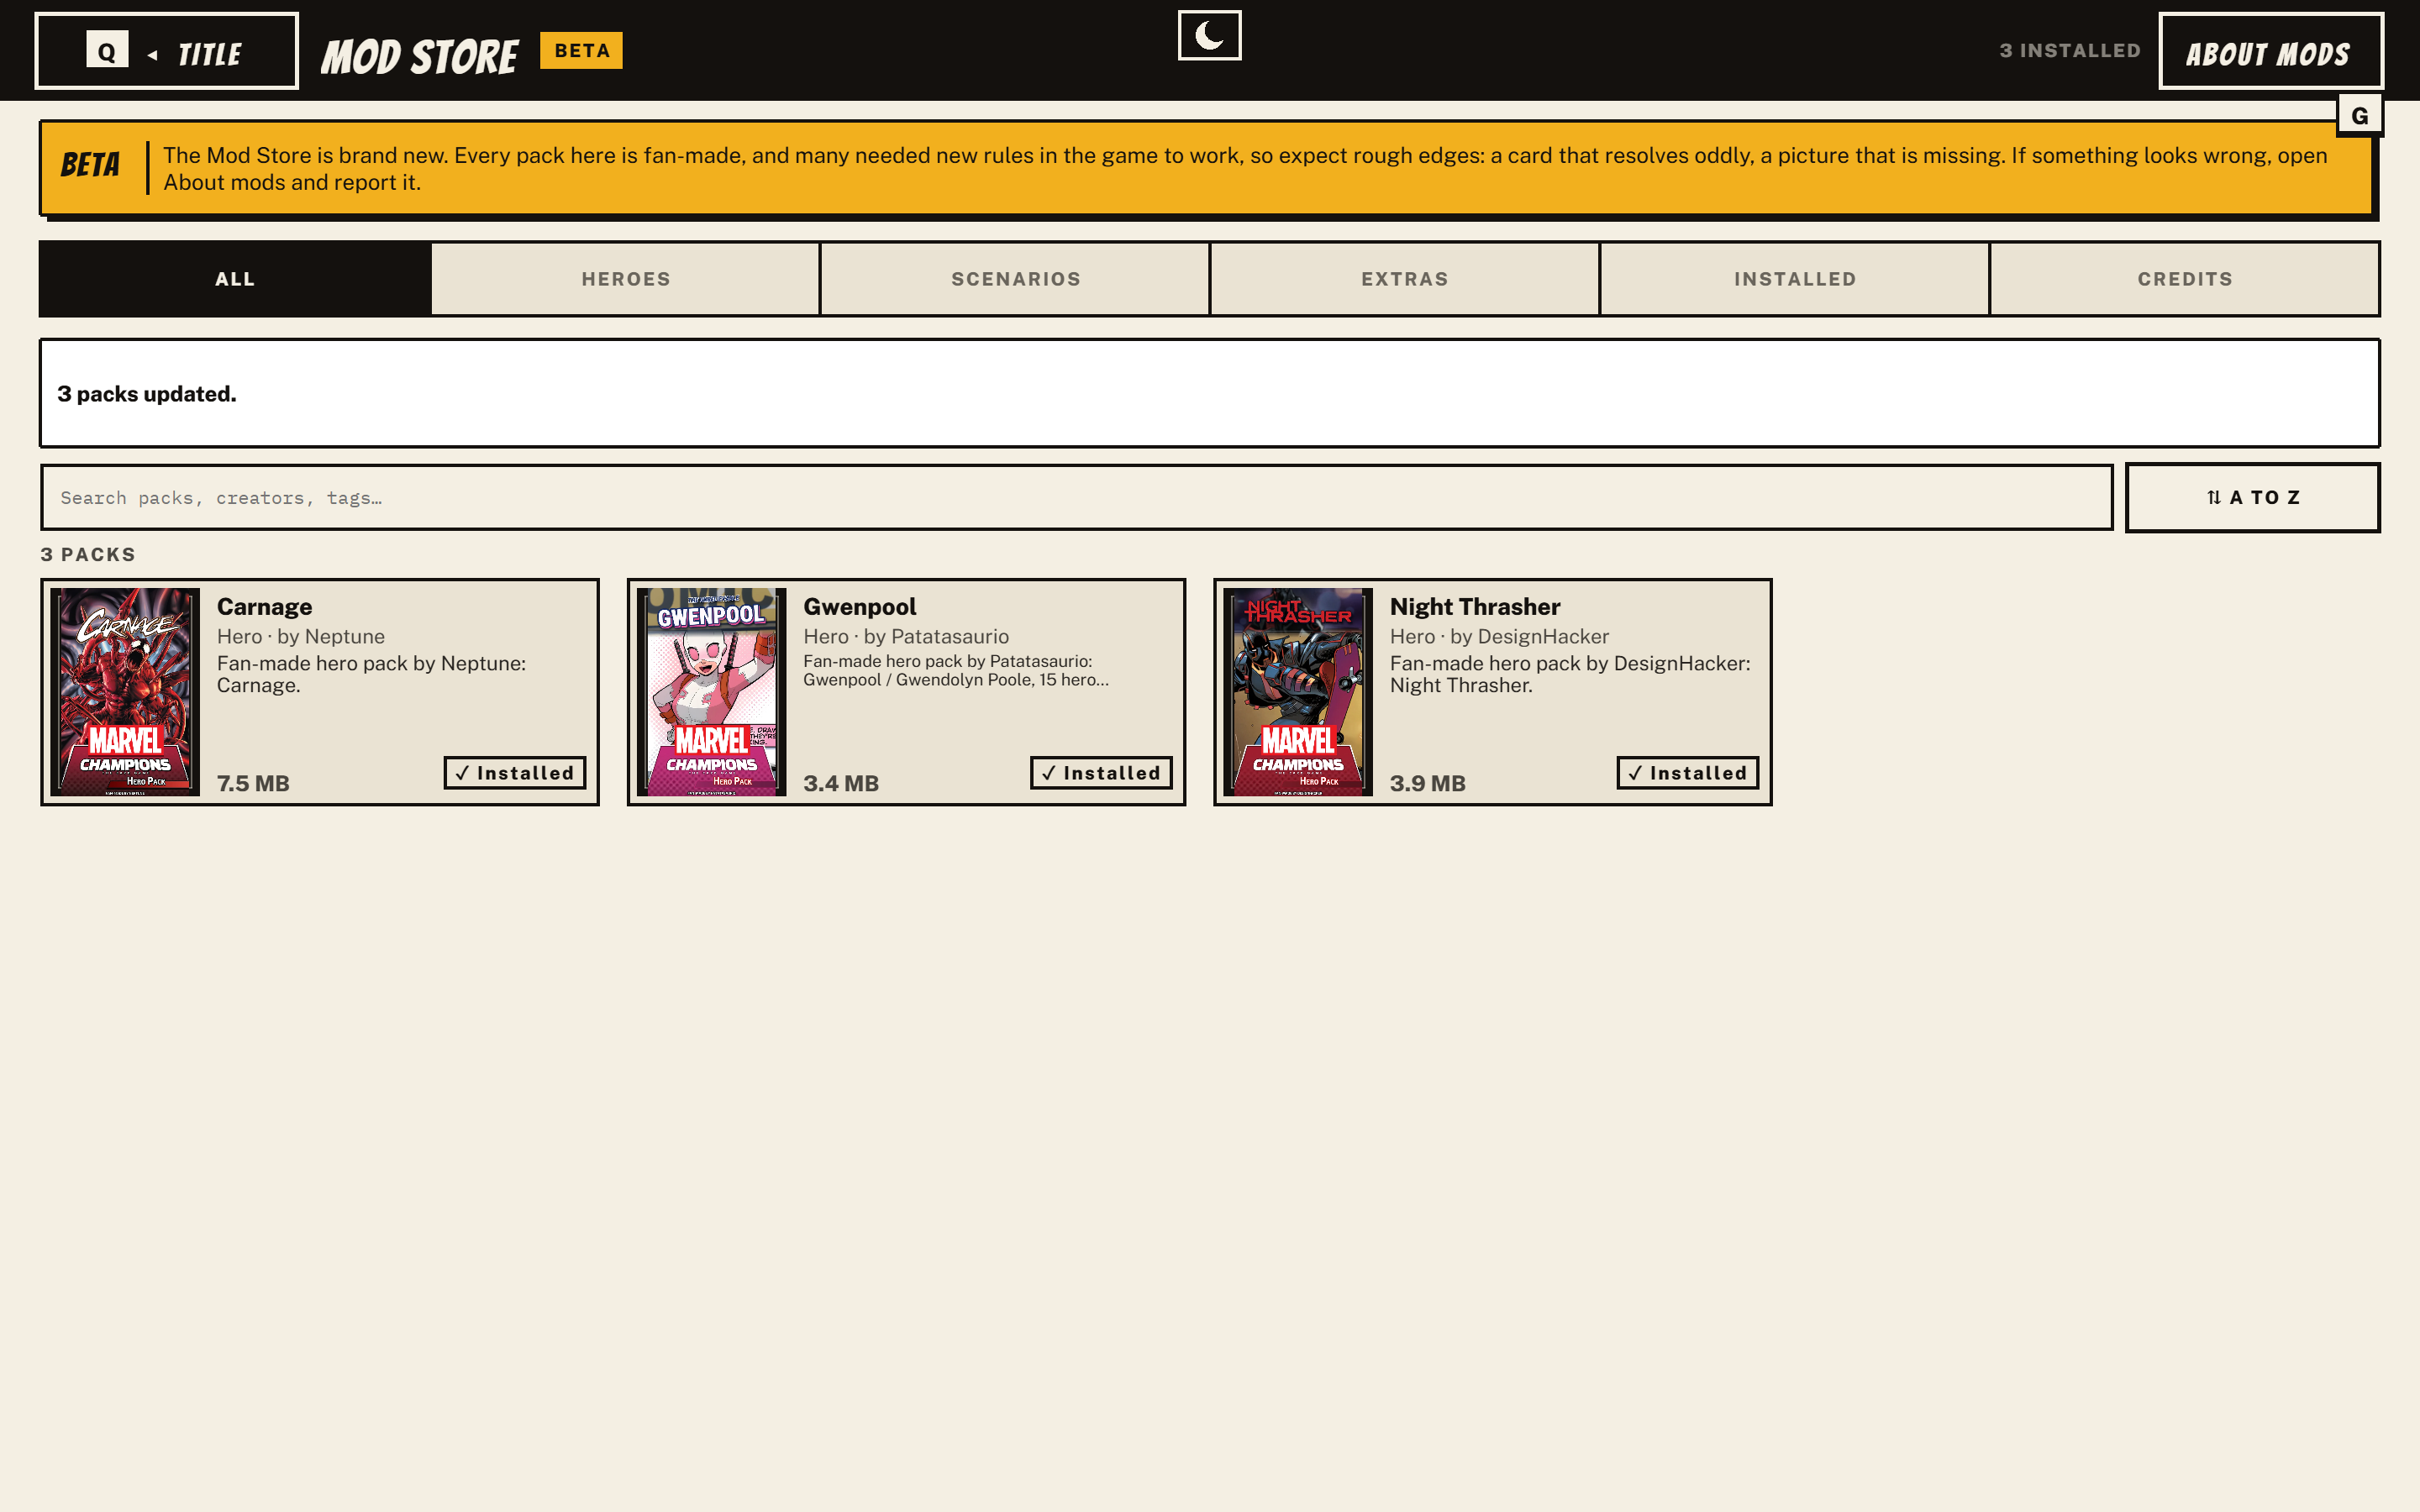 Q ◂ TITLE
MOD STORE
BETA
3 INSTALLED
ABOUT MODS
G
BETA
The Mod Store is brand new. Every pack here is fan-made, and many needed new rules in the game to work, so expect rough edges: a card that resolves oddly, a picture that is missing. If something looks wrong, open
About mods and report it.
ALL
HEROES
SCENARIOS
EXTRAS
INSTALLED
CREDITS
3 packs updated.
Search packs, creators, tags…
⇅ A TO Z
3 PACKS
CARNAGE
MARVEL
CHAMPIONS
HERO PACK
Carnage
Hero · by Neptune
Fan-made hero pack by Neptune:
Carnage.
7.5 MB
✓ Installed
GWENPOOL
MARVEL
CHAMPIONS
HERO PACK
Gwenpool
Hero · by Patatasaurio
Fan-made hero pack by Patatasaurio:
Gwenpool / Gwendolyn Poole, 15 hero…
3.4 MB
✓ Installed
NIGHT
THRASHER
MARVEL
CHAMPIONS
HERO PACK
Night Thrasher
Hero · by DesignHacker
Fan-made hero pack by DesignHacker:
Night Thrasher.
3.9 MB
✓ Installed